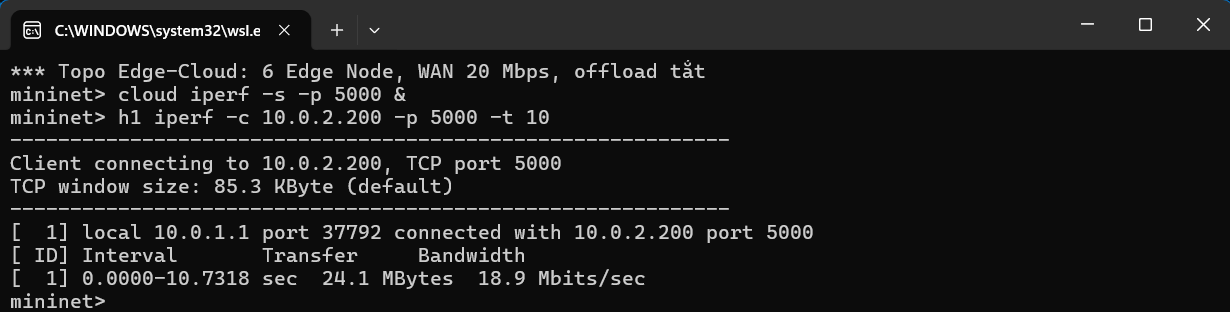 C:\WINDOWS\system32\wsl.e
*** Topo Edge-Cloud: 6 Edge Node, WAN 20 Mbps, offload tắt
mininet> cloud iperf -s -p 5000 &
mininet> h1 iperf -c 10.0.2.200 -p 5000 -t 10
------------------------------------------------------------
Client connecting to 10.0.2.200, TCP port 5000
TCP window size: 85.3 KByte (default)
------------------------------------------------------------
[  1] local 10.0.1.1 port 37792 connected with 10.0.2.200 port 5000
[ ID] Interval       Transfer     Bandwidth
[  1] 0.0000-10.7318 sec  24.1 MBytes  18.9 Mbits/sec
mininet>